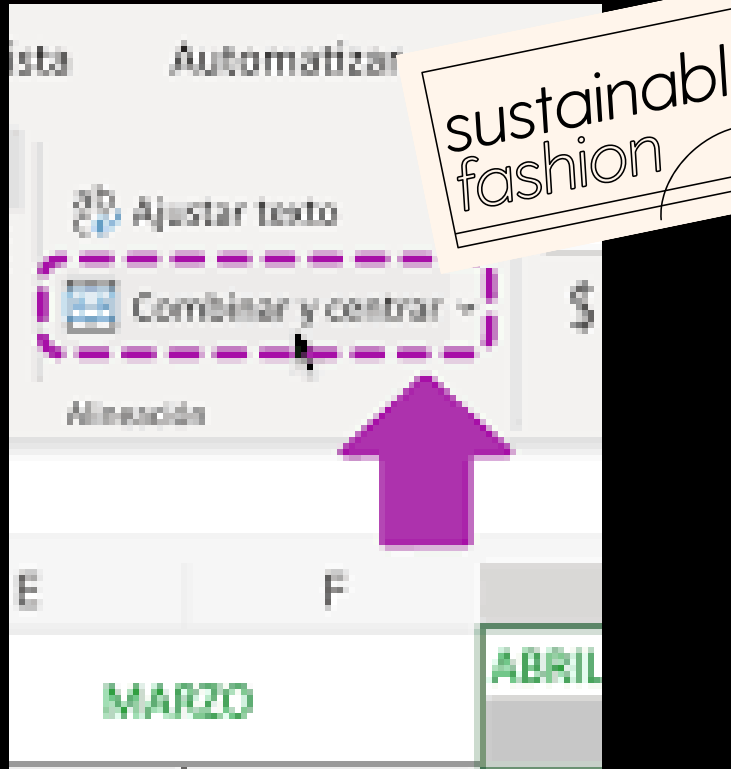 ista Automatizar
sustainabl
fashion
Ajustar texto
Combinar y centrar
$
Alineación
E F
MARZO
ABRIL